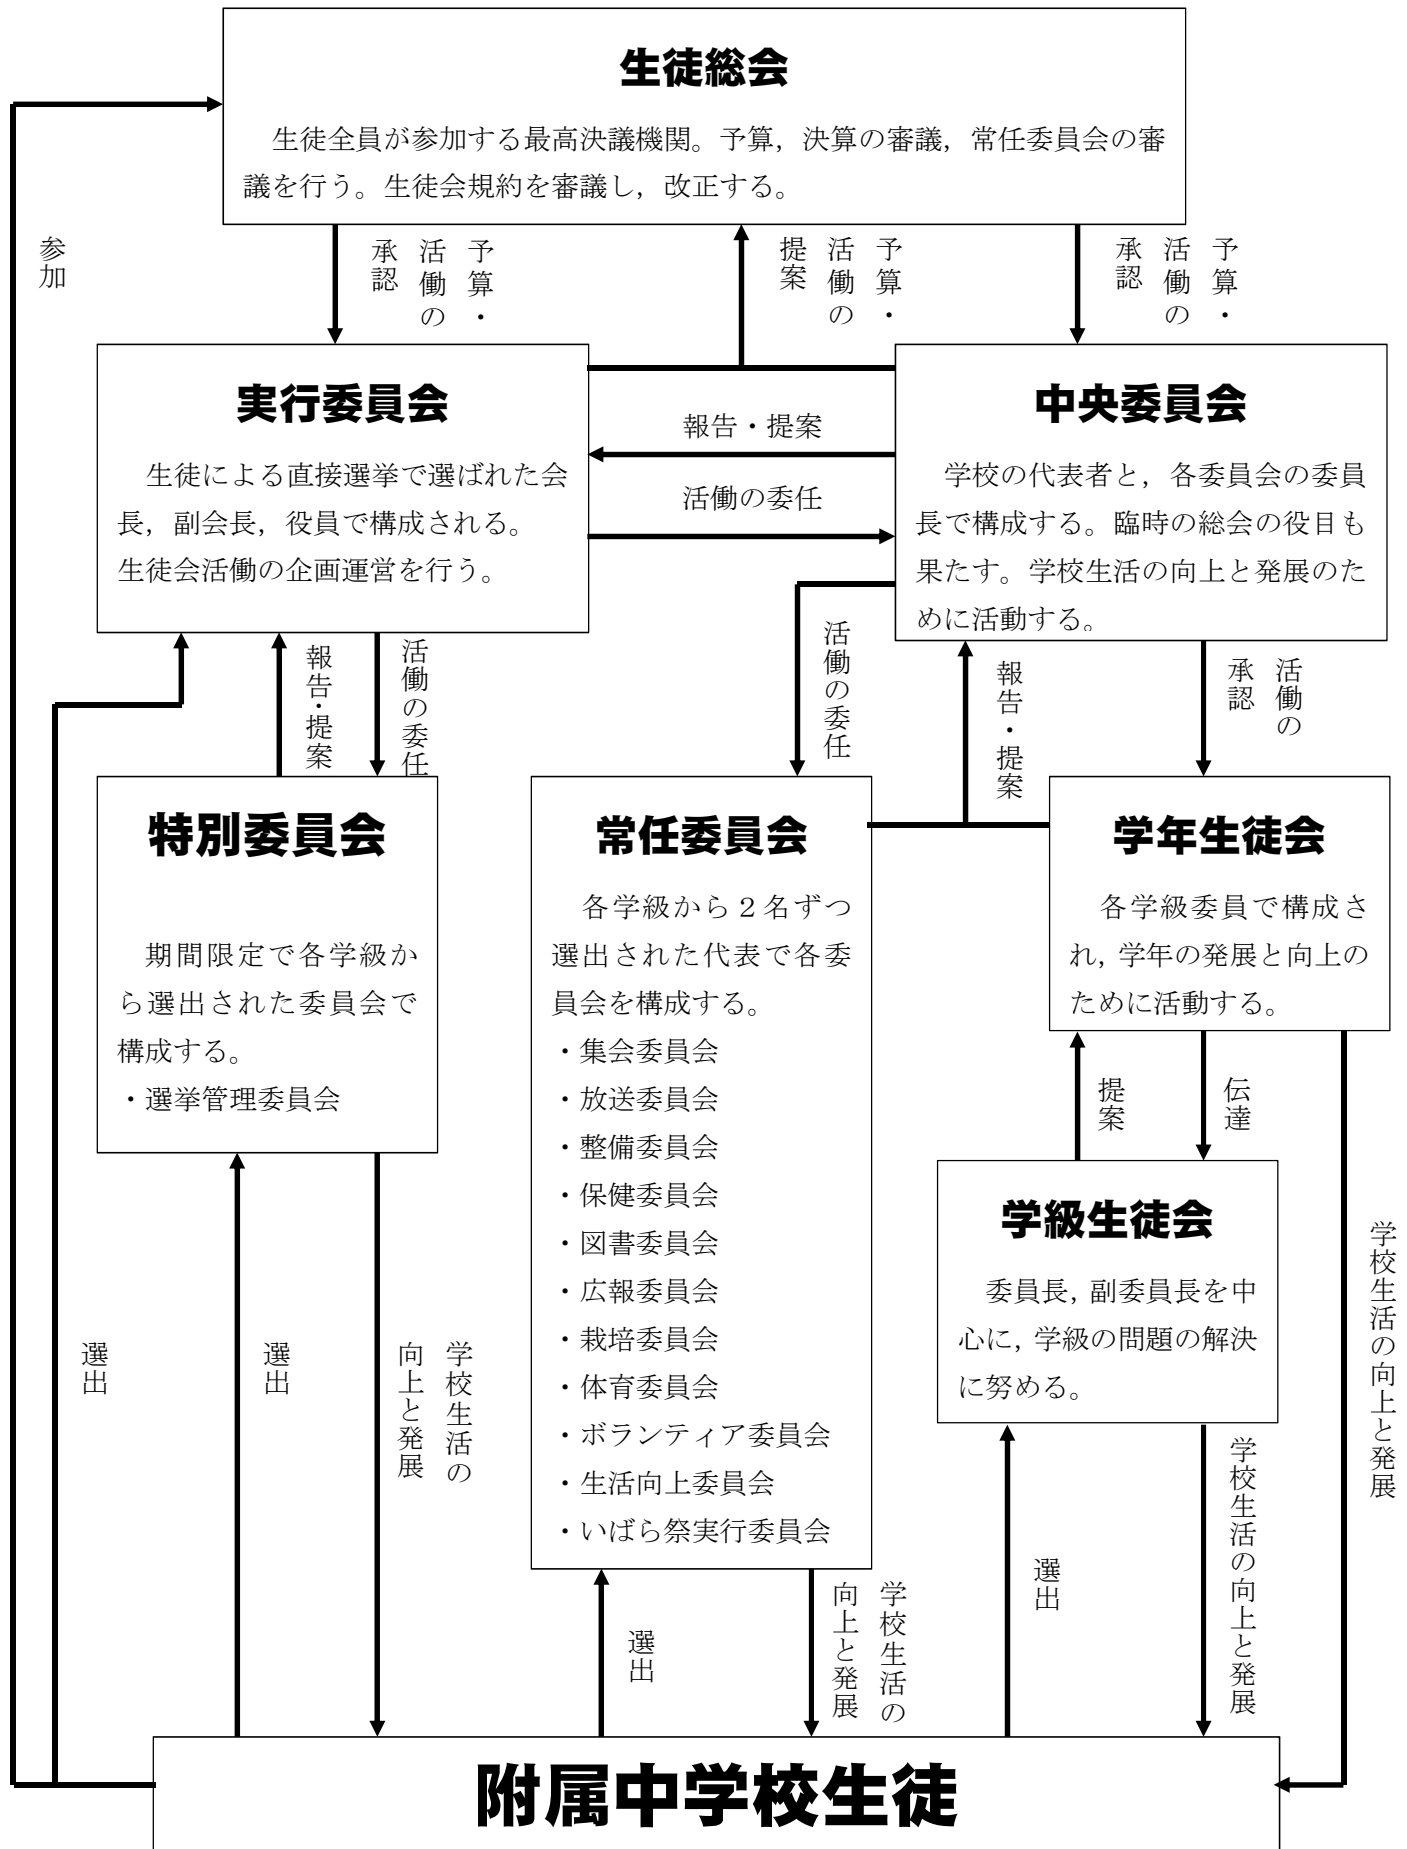 生徒総会
生徒全員が参加する最高決議機関。予算，決算の審議，常任委員会の審
議を行う。生徒会規約を審議し，改正する。
参加
予算・
活働の
承認
予算・
活働の
提案
予算・
活働の
承認
実行委員会
生徒による直接選挙で選ばれた会
長，副会長，役員で構成される。
生徒会活働の企画運営を行う。
報告・提案
活働の委任
中央委員会
学校の代表者と，各委員会の委員
長で構成する。臨時の総会の役目も
果たす。学校生活の向上と発展のた
めに活働する。
報告・提案
活働の委任
活働の委任
報告・提案
活働の
承認
特別委員会
期間限定で各学級か
ら選出された委員会で
構成する。
・選挙管理委員会
常任委員会
各学級から２名ずつ
選出された代表で各委
員会を構成する。
・集会委員会
・放送委員会
・整備委員会
・保健委員会
・図書委員会
・広報委員会
・栽培委員会
・体育委員会
・ボランティア委員会
・生活向上委員会
・いばら祭実行委員会
学年生徒会
各学級委員で構成さ
れ，学年の発展と向上の
ために活働する。
提案
伝達
学級生徒会
委員長，副委員長を中
心に，学級の問題の解決
に努める。
選出
選出
学校生活の
向上と発展
選出
学校生活の
向上と発展
選出
学校生活の向上と発展
学校生活の向上と発展
附属中学校生徒